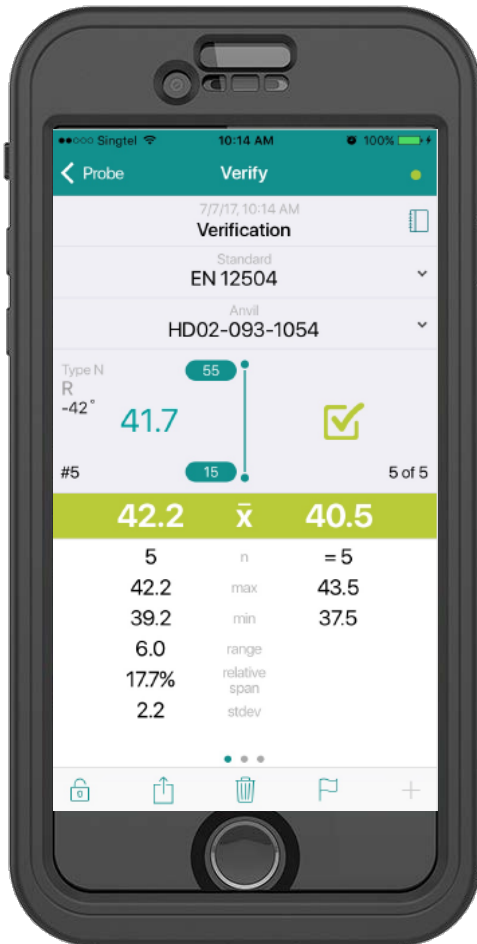 Singtel 10:14 AM 100%
Probe Verify
7/7/17, 10:14 AM
Verification
Standard
EN 12504
Anvil
HD02-093-1054
Type N
R
-42°
55
41.7
#5 15 5 of 5
42.2 x̄ 40.5
5 n = 5
42.2 max 43.5
39.2 min 37.5
6.0 range
17.7% relative
span
2.2 stdev